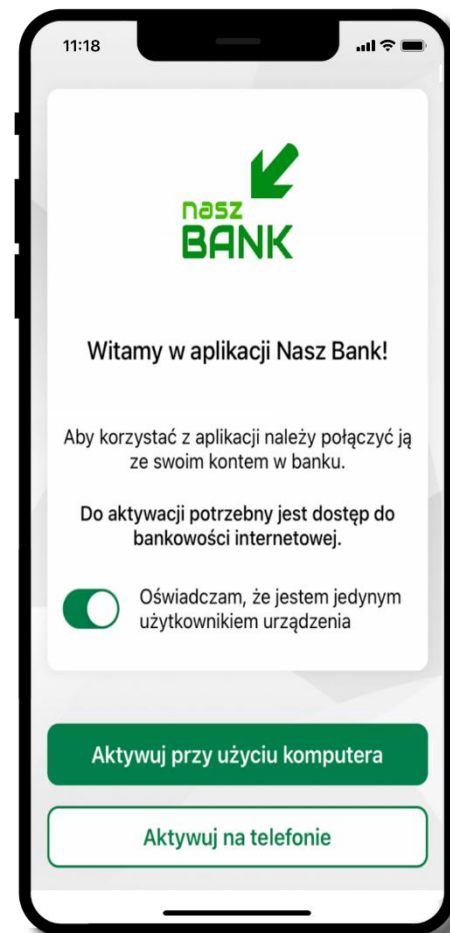 11:18
nasz
BANK
Witamy w aplikacji Nasz Bank!
Aby korzystać z aplikacji należy połączyć ją
ze swoim kontem w banku.
Do aktywacji potrzebny jest dostęp do
bankowości internetowej.
Oświadczam, że jestem jedynym
użytkownikiem urządzenia
Aktywuj przy użyciu komputera
Aktywuj na telefonie